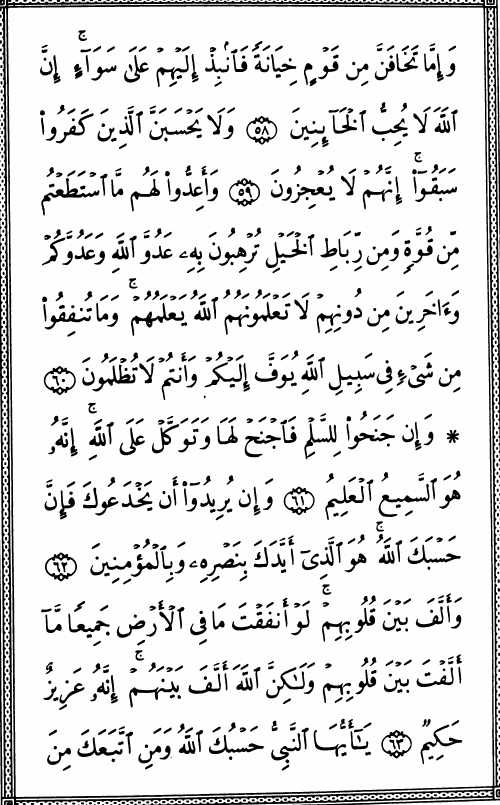 وَإِمَّا تَخَافَنَّ مِن قَوْمٍ خِيَانَةً فَٱنۢبِذْ إِلَيْهِمْ عَلَىٰ سَوَآءٍ ۚ إِنَّ
ٱللَّهَ لَا يُحِبُّ ٱلْخَآئِنِينَ ﴿٥٨﴾ وَلَا يَحْسَبَنَّ ٱلَّذِينَ كَفَرُوا۟
سَبَقُوٓا۟ ۚ إِنَّهُمْ لَا يُعْجِزُونَ ﴿٥٩﴾ وَأَعِدُّوا۟ لَهُم مَّا ٱسْتَطَعْتُم
مِّن قُوَّةٍ وَمِن رِّبَاطِ ٱلْخَيْلِ تُرْهِبُونَ بِهِۦ عَدُوَّ ٱللَّهِ وَعَدُوَّكُمْ
وَءَاخَرِينَ مِن دُونِهِمْ لَا تَعْلَمُونَهُمُ ٱللَّهُ يَعْلَمُهُمْ ۚ وَمَا تُنفِقُوا۟
مِن شَىْءٍ فِى سَبِيلِ ٱللَّهِ يُوَفَّ إِلَيْكُمْ وَأَنتُمْ لَا تُظْلَمُونَ ﴿٦٠﴾
* وَإِن جَنَحُوا۟ لِلسَّلْمِ فَٱجْنَحْ لَهَا وَتَوَكَّلْ عَلَى ٱللَّهِ ۚ إِنَّهُۥ
هُوَ ٱلسَّمِيعُ ٱلْعَلِيمُ ﴿٦١﴾ وَإِن يُرِيدُوٓا۟ أَن يَخْدَعُوكَ فَإِنَّ
حَسْبَكَ ٱللَّهُ ۚ هُوَ ٱلَّذِىٓ أَيَّدَكَ بِنَصْرِهِۦ وَبِٱلْمُؤْمِنِينَ ﴿٦٢﴾
وَأَلَّفَ بَيْنَ قُلُوبِهِمْ ۚ لَوْ أَنفَقْتَ مَا فِى ٱلْأَرْضِ جَمِيعًا مَّآ
أَلَّفْتَ بَيْنَ قُلُوبِهِمْ وَلَٰكِنَّ ٱللَّهَ أَلَّفَ بَيْنَهُمْ ۚ إِنَّهُۥ عَزِيزٌ
حَكِيمٌ ﴿٦٣﴾ يَٰٓأَيُّهَا ٱلنَّبِىُّ حَسْبُكَ ٱللَّهُ وَمَنِ ٱتَّبَعَكَ مِنَ